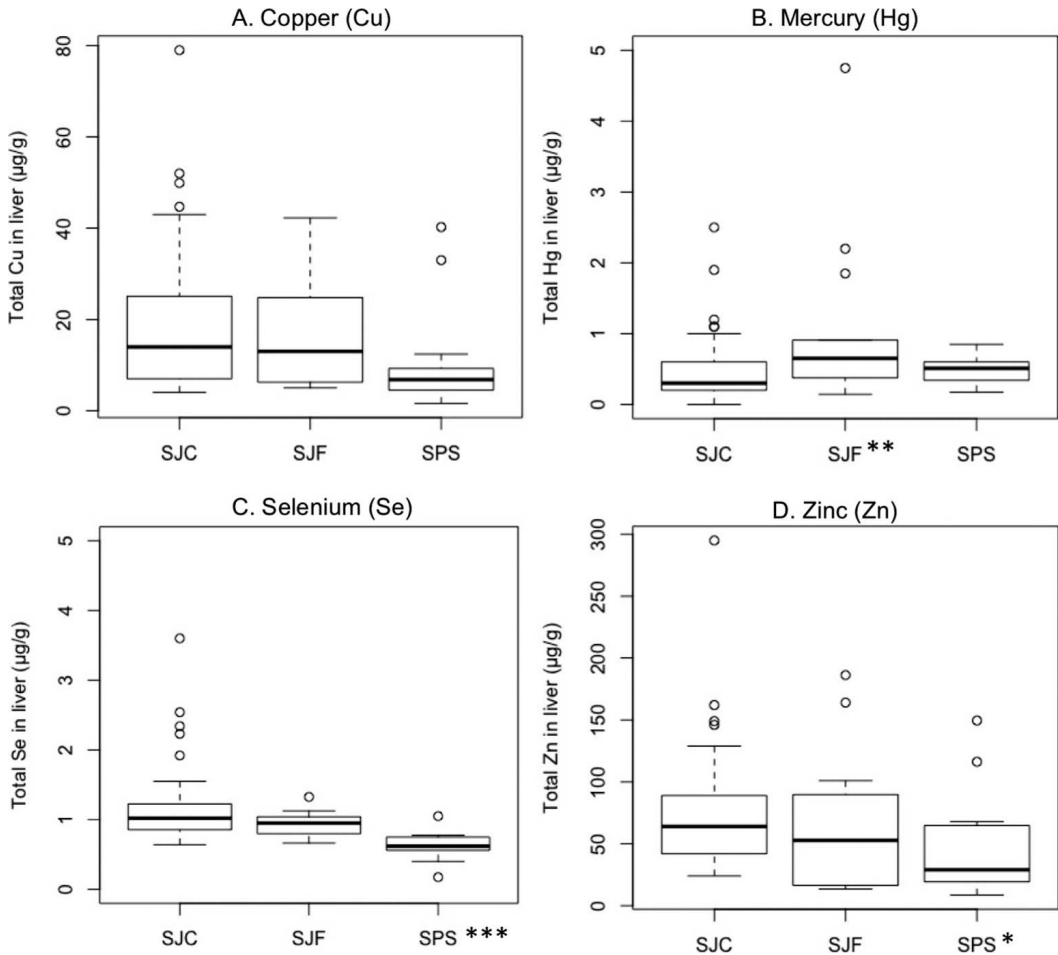 A. Copper (Cu)
Total Cu in liver (µg/g)
80
60
40
20
0
SJC SJF SPS
B. Mercury (Hg)
Total Hg in liver (µg/g)
5
4
3
2
1
0
SJC SJF ** SPS
C. Selenium (Se)
Total Se in liver (µg/g)
5
4
3
2
1
0
SJC SJF SPS ***
D. Zinc (Zn)
Total Zn in liver (µg/g)
300
250
200
150
100
50
0
SJC SJF SPS *